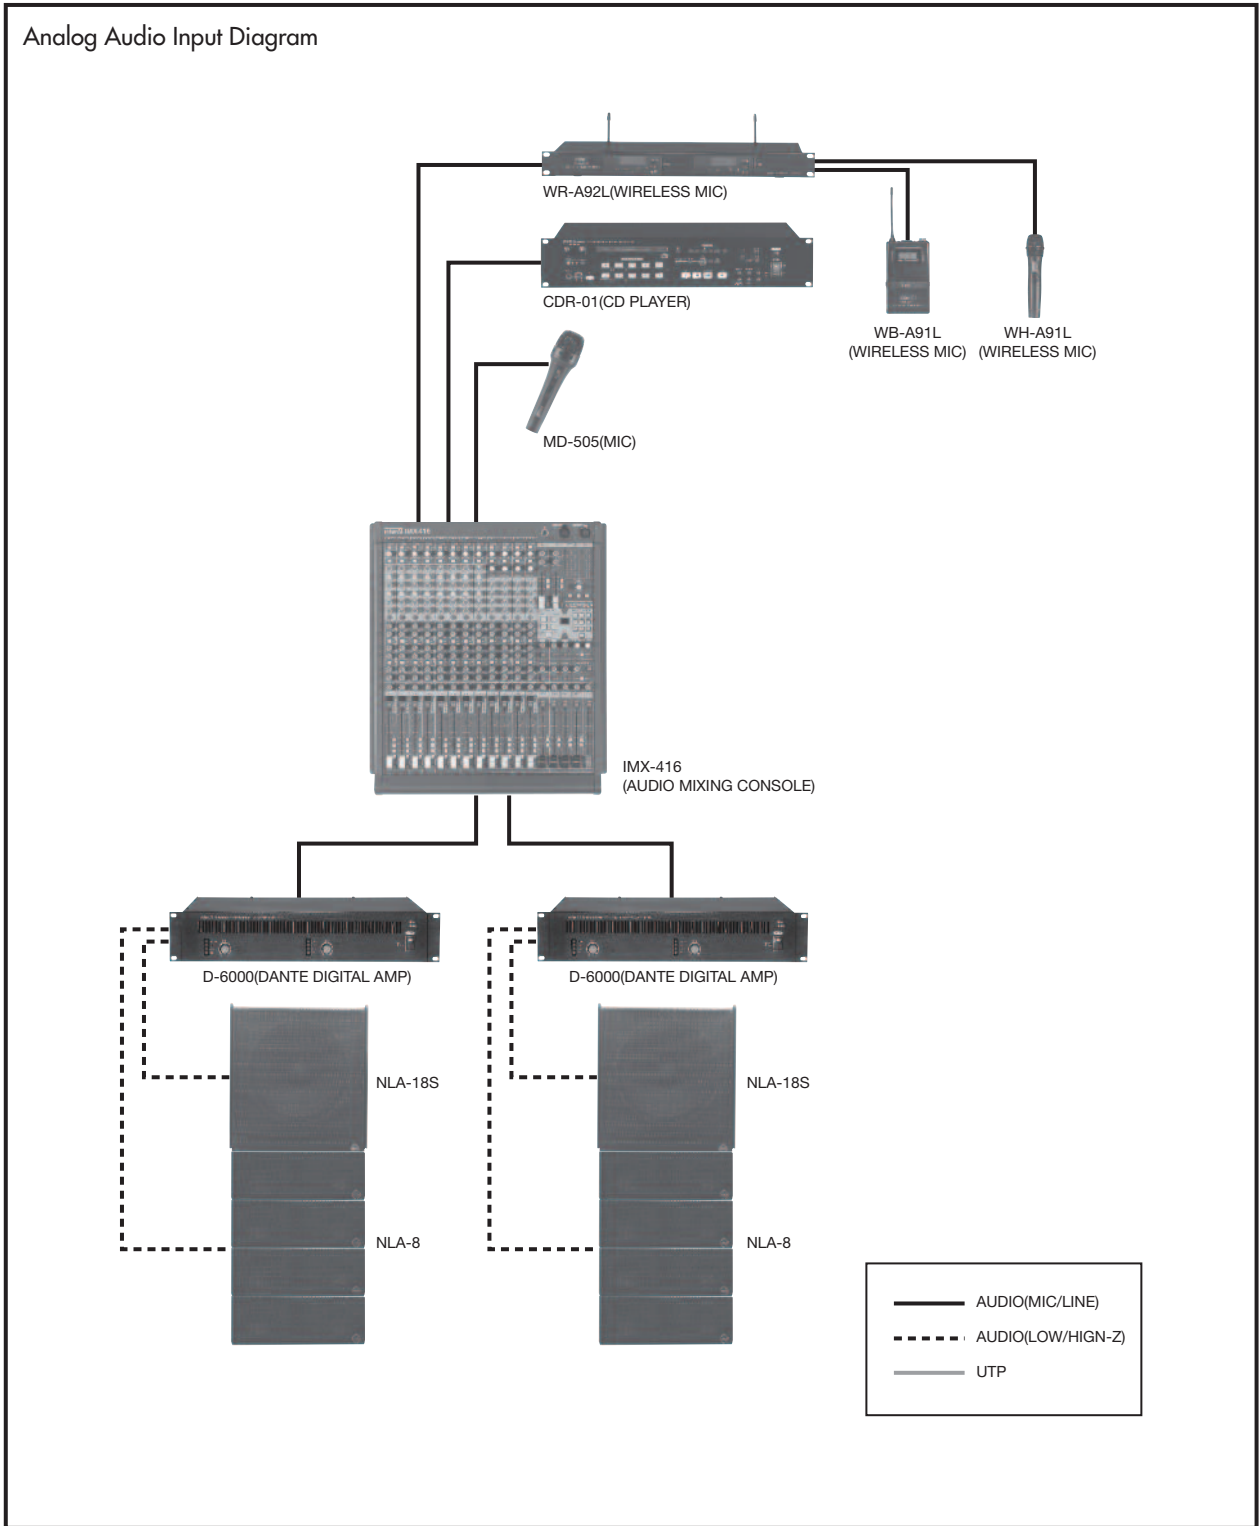 Analog Audio Input Diagram
WR-A92L(WIRELESS MIC)
CDR-01(CD PLAYER)
WB-A91L
(WIRELESS MIC)
WH-A91L
(WIRELESS MIC)
MD-505(MIC)
IMX-416
(AUDIO MIXING CONSOLE)
D-6000(DANTE DIGITAL AMP)
D-6000(DANTE DIGITAL AMP)
NLA-18S
NLA-18S
NLA-8
NLA-8
AUDIO(MIC/LINE)
AUDIO(LOW/HIGN-Z)
UTP